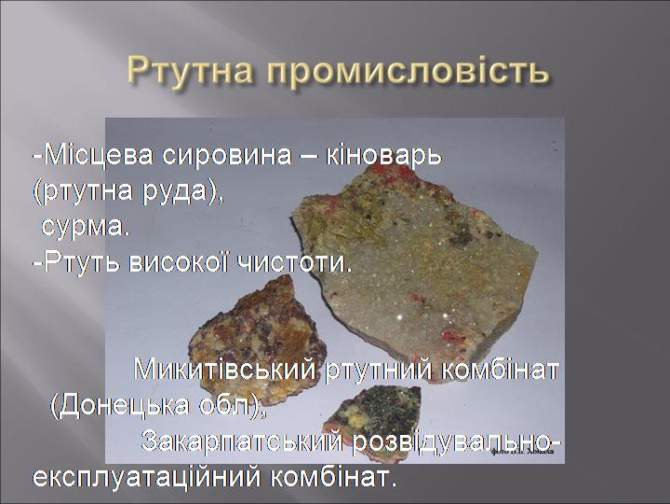 Ртутна промисловість
-Місцева сировина – кіноварь
(ртутна руда),
сурма.
-Ртуть високої чистоти.
Микитівський ртутний комбінат
(Донецька обл),
Закарпатський розвідувально-
експлуатаційний комбінат.